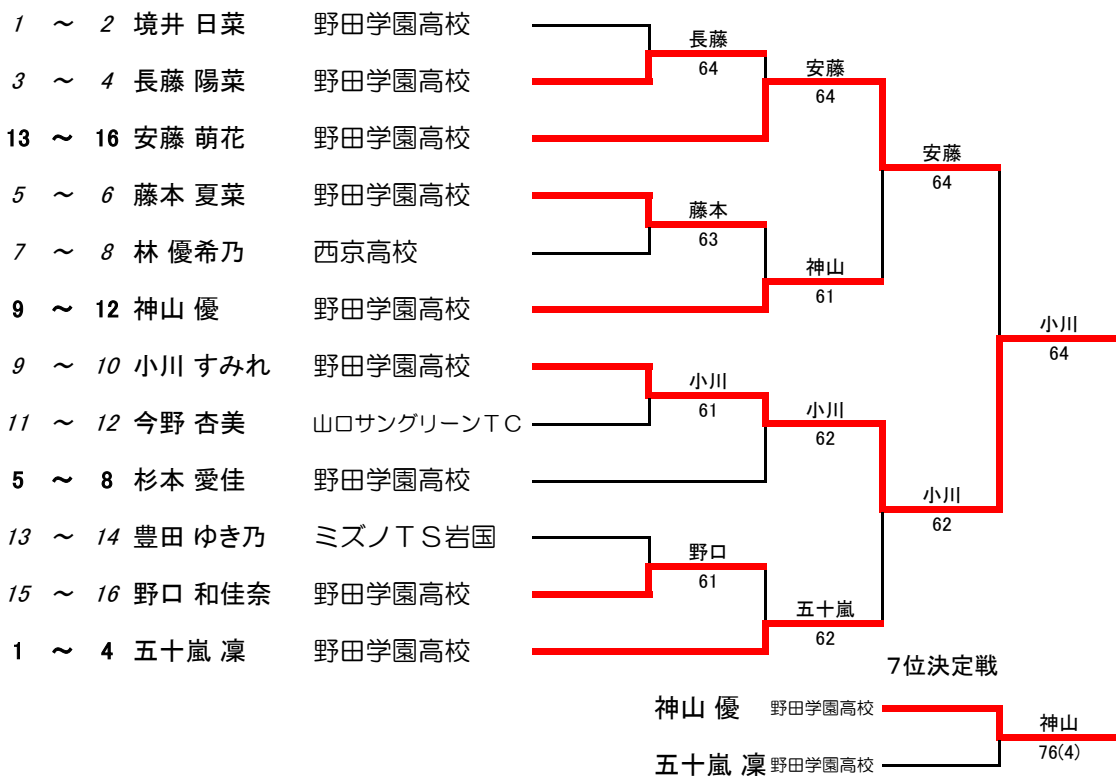 1 ～ 2 境井 日菜 野田学園高校
長藤
64
3 ～ 4 長藤 陽菜 野田学園高校
安藤
64
13 ～ 16 安藤 萌花 野田学園高校
安藤
64
5 ～ 6 藤本 夏菜 野田学園高校
藤本
63
7 ～ 8 林 優希乃 西京高校
神山
61
9 ～ 12 神山 優 野田学園高校
小川
64
9 ～ 10 小川 すみれ 野田学園高校
小川
61
11 ～ 12 今野 杏美 山口サングリーンＴＣ
小川
62
5 ～ 8 杉本 愛佳 野田学園高校
小川
62
13 ～ 14 豊田 ゆき乃 ミズノＴＳ岩国
野口
61
15 ～ 16 野口 和佳奈 野田学園高校
五十嵐
62
1 ～ 4 五十嵐 凜 野田学園高校
7位決定戦
神山 優 野田学園高校
神山
76(4)
五十嵐 凜 野田学園高校